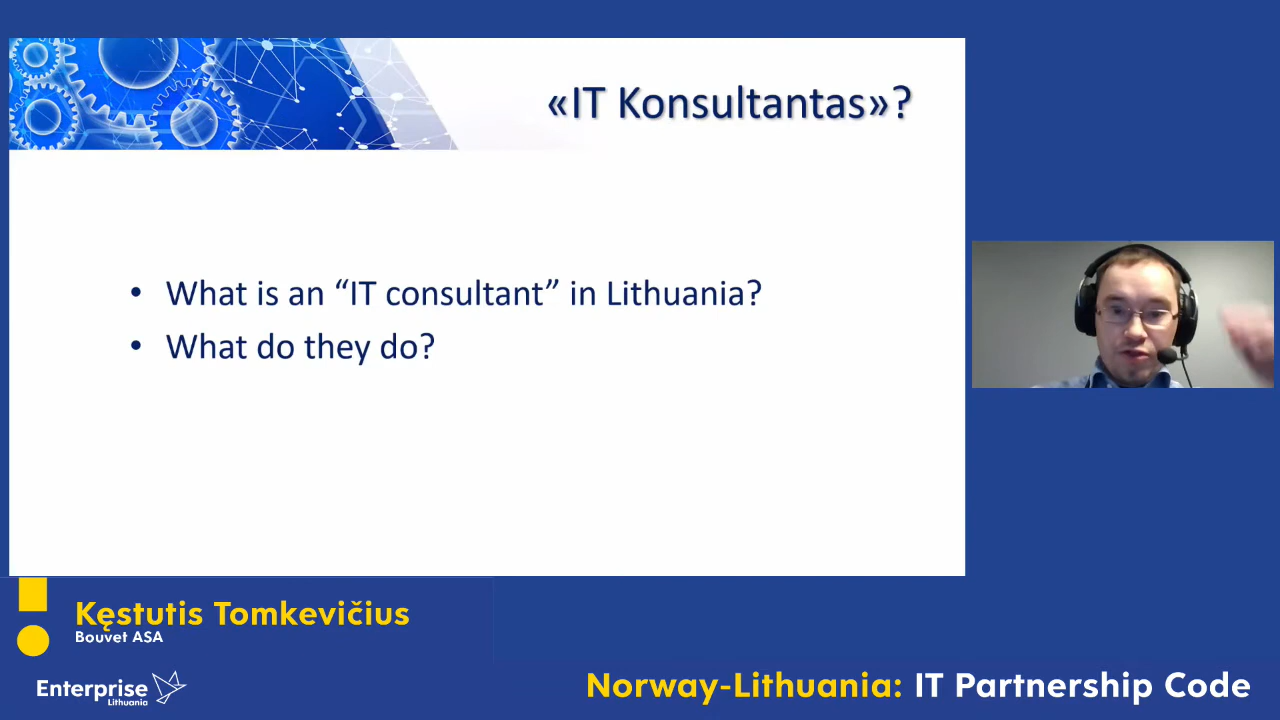 «IT Konsultantas»?
• What is an “IT consultant” in Lithuania?
• What do they do?
Kęstutis Tomkevičius
Bouvet ASA
Enterprise
Lithuania
Norway-Lithuania: IT Partnership Code